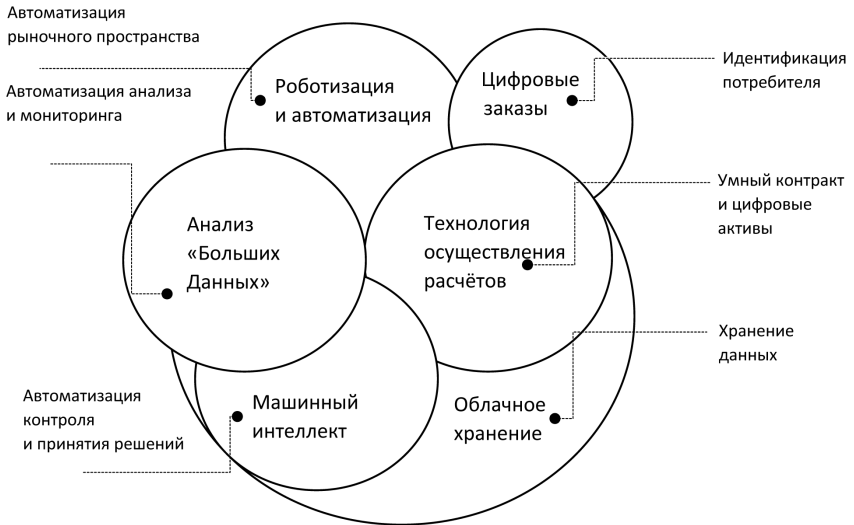 Автоматизация
рыночного пространства
Автоматизация анализа
и мониторинга
Роботизация
и автоматизация
Цифровые
заказы
Идентификация
потребителя
Умный контракт
и цифровые
активы
Анализ
«Больших
Данных»
Технология
осуществления
расчётов
Хранение
данных
Автоматизация
контроля
и принятия решений
Машинный
интеллект
Облачное
хранение